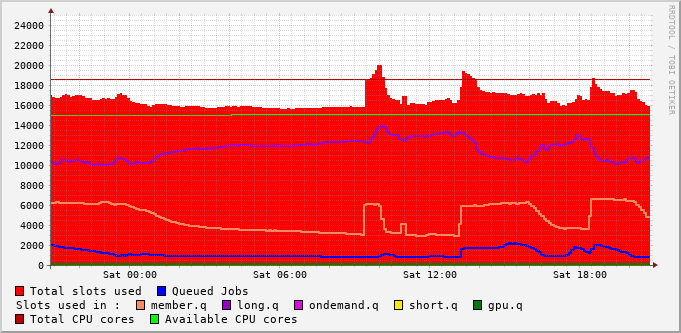 24000
22000
20000
18000
16000
14000
12000
10000
8000
6000
4000
2000
0
Sat 00:00 Sat 06:00 Sat 12:00 Sat 18:00
RRDTOOL / TOBI OETIKER
Total slots used Queued Jobs
Slots used in : member.q long.q ondemand.q short.q gpu.q
Total CPU cores Available CPU cores